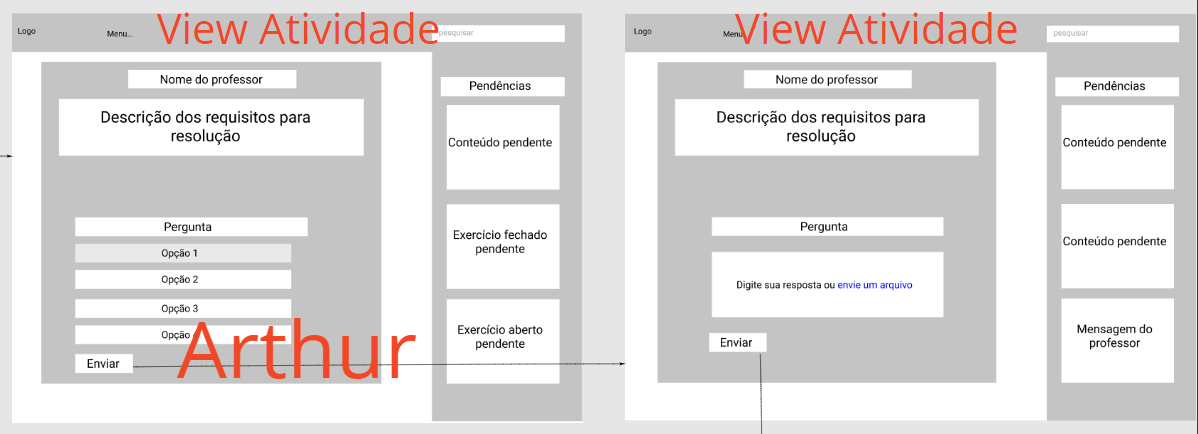 View Atividade
Logo
Menu...
pesquisar
Nome do professor
Descrição dos requisitos para
resolução
Pergunta
Opção 1
Opção 2
Opção 3
Opção
Arthur
Enviar
Pendências
Conteúdo pendente
Exercício fechado
pendente
Exercício aberto
pendente
View Atividade
Logo
Menu...
pesquisar
Nome do professor
Descrição dos requisitos para
resolução
Pergunta
Digite sua resposta ou envie um arquivo
Enviar
Pendências
Conteúdo pendente
Conteúdo pendente
Mensagem do
professor